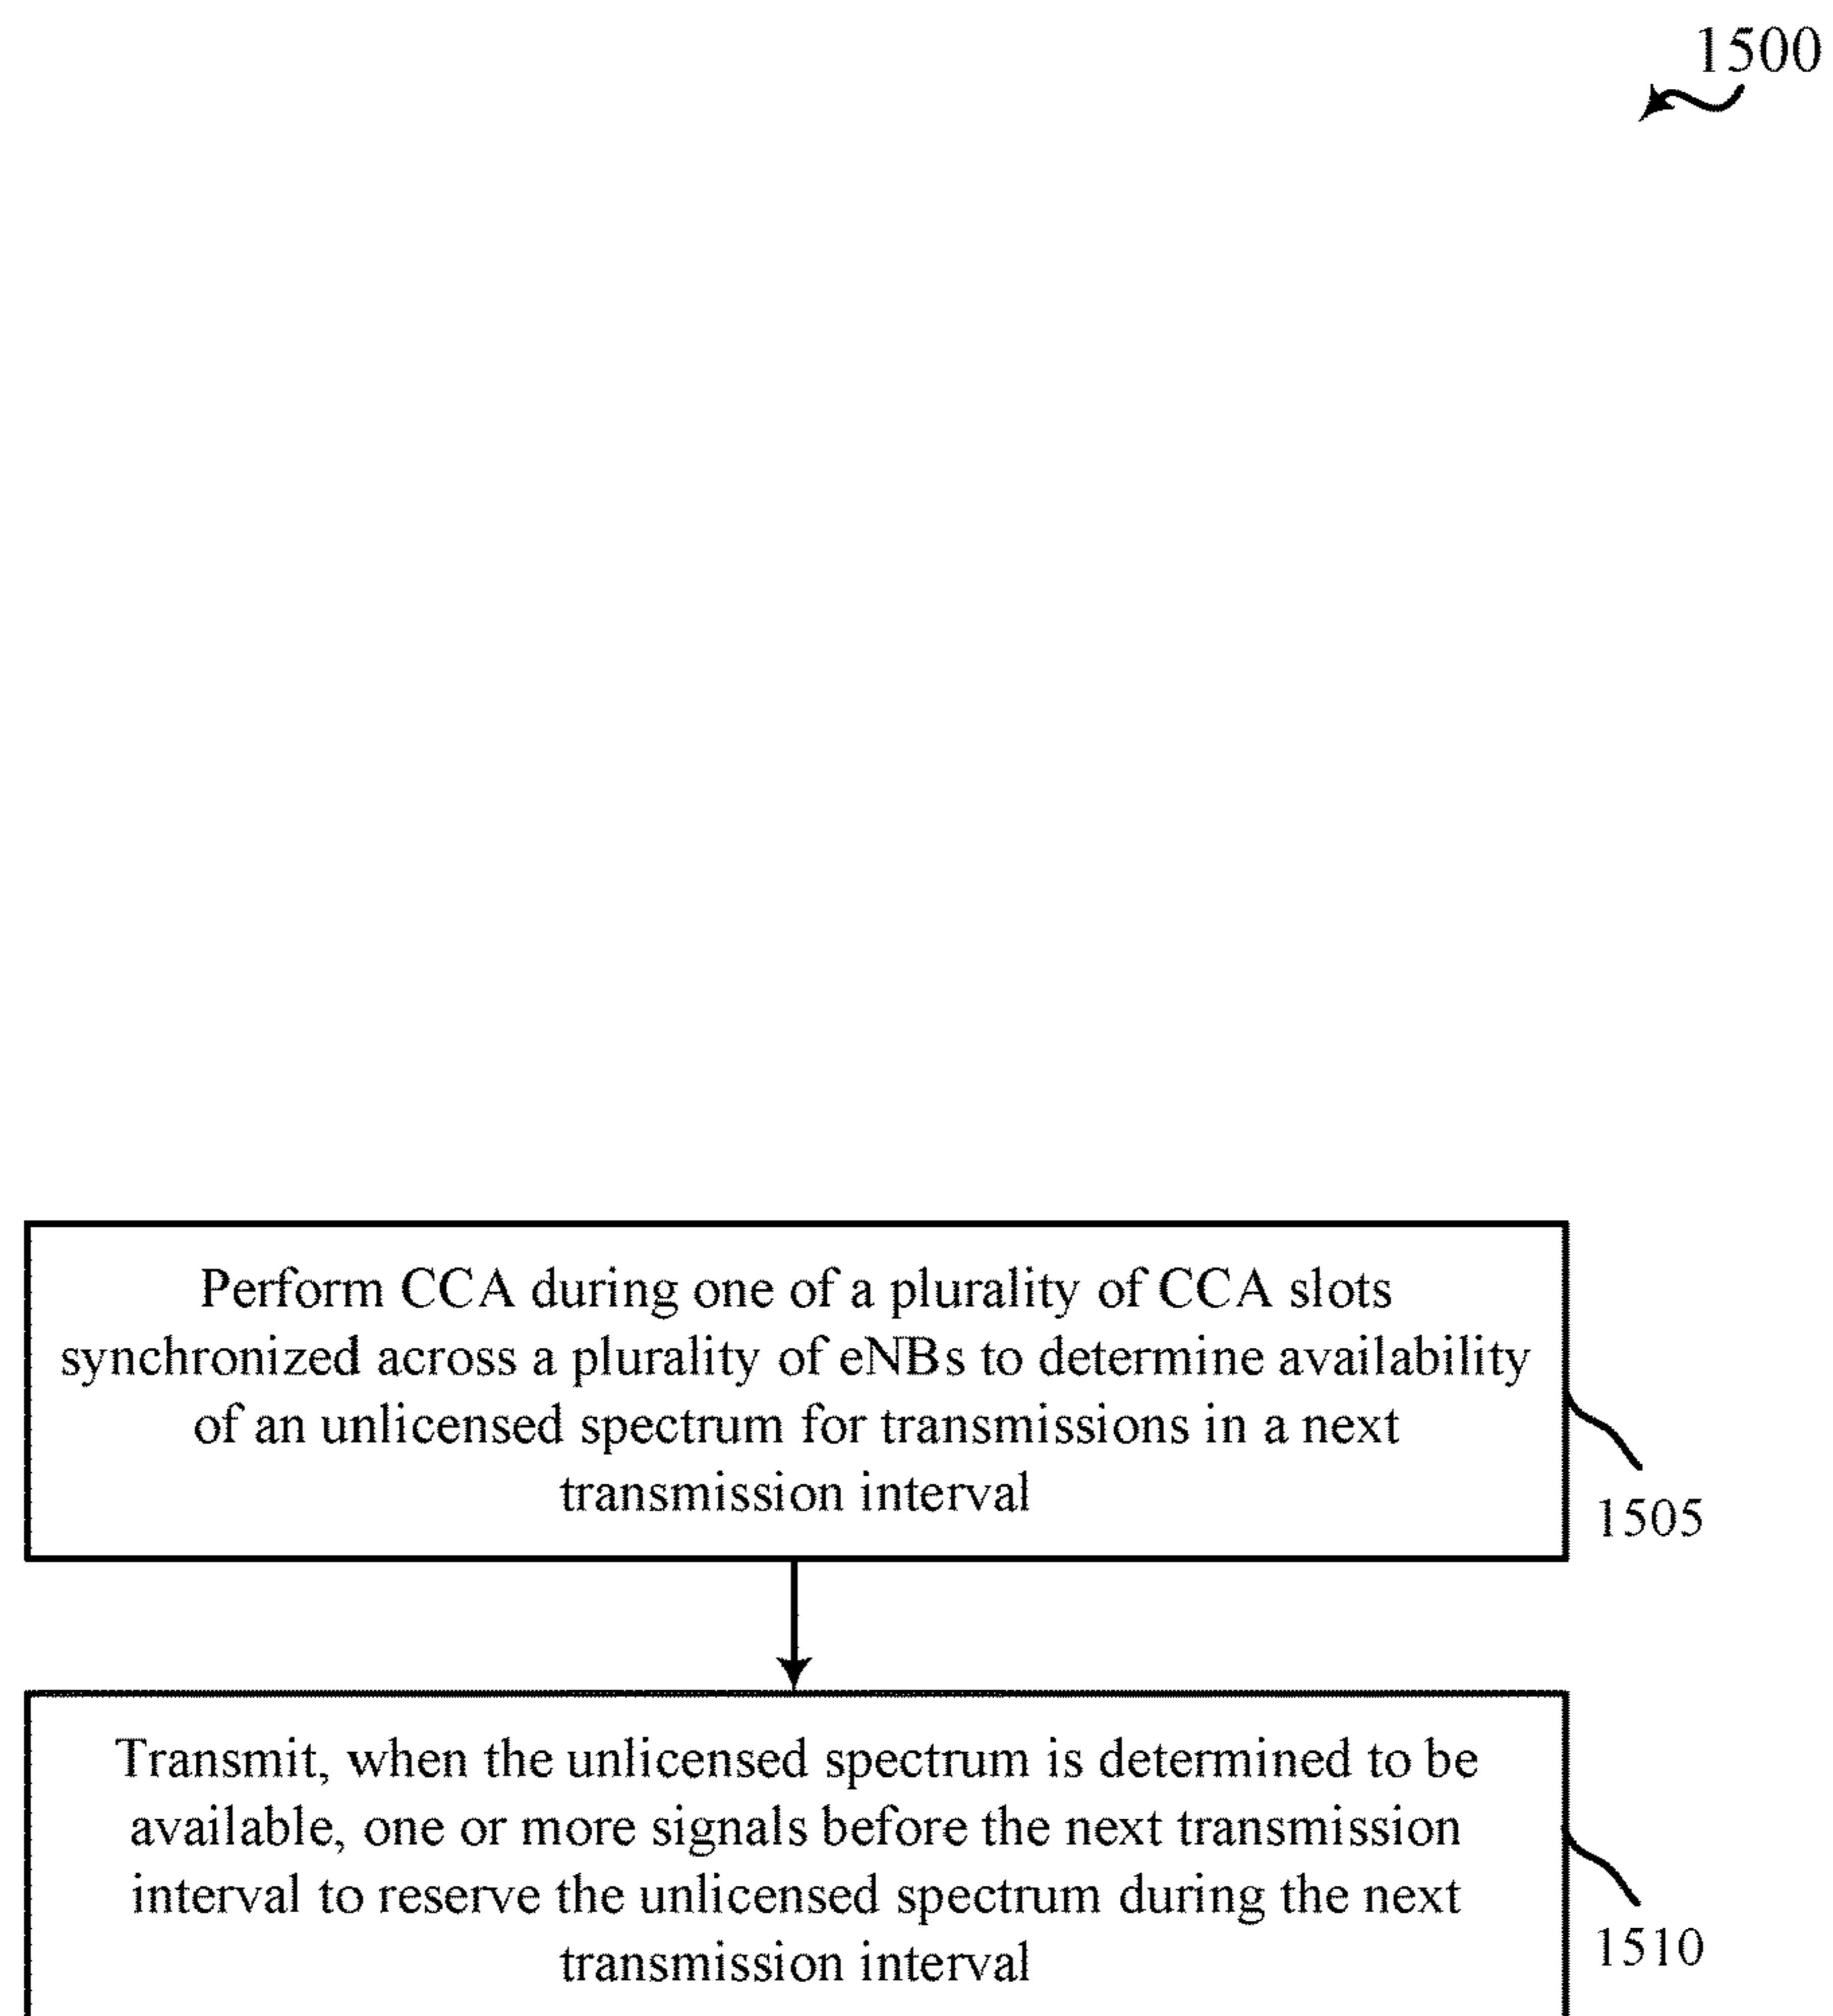 1500
Perform CCA during one of a plurality of CCA slots
synchronized across a plurality of eNBs to determine availability
of an unlicensed spectrum for transmissions in a next
transmission interval
1505
Transmit, when the unlicensed spectrum is determined to be
available, one or more signals before the next transmission
interval to reserve the unlicensed spectrum during the next
transmission interval
1510